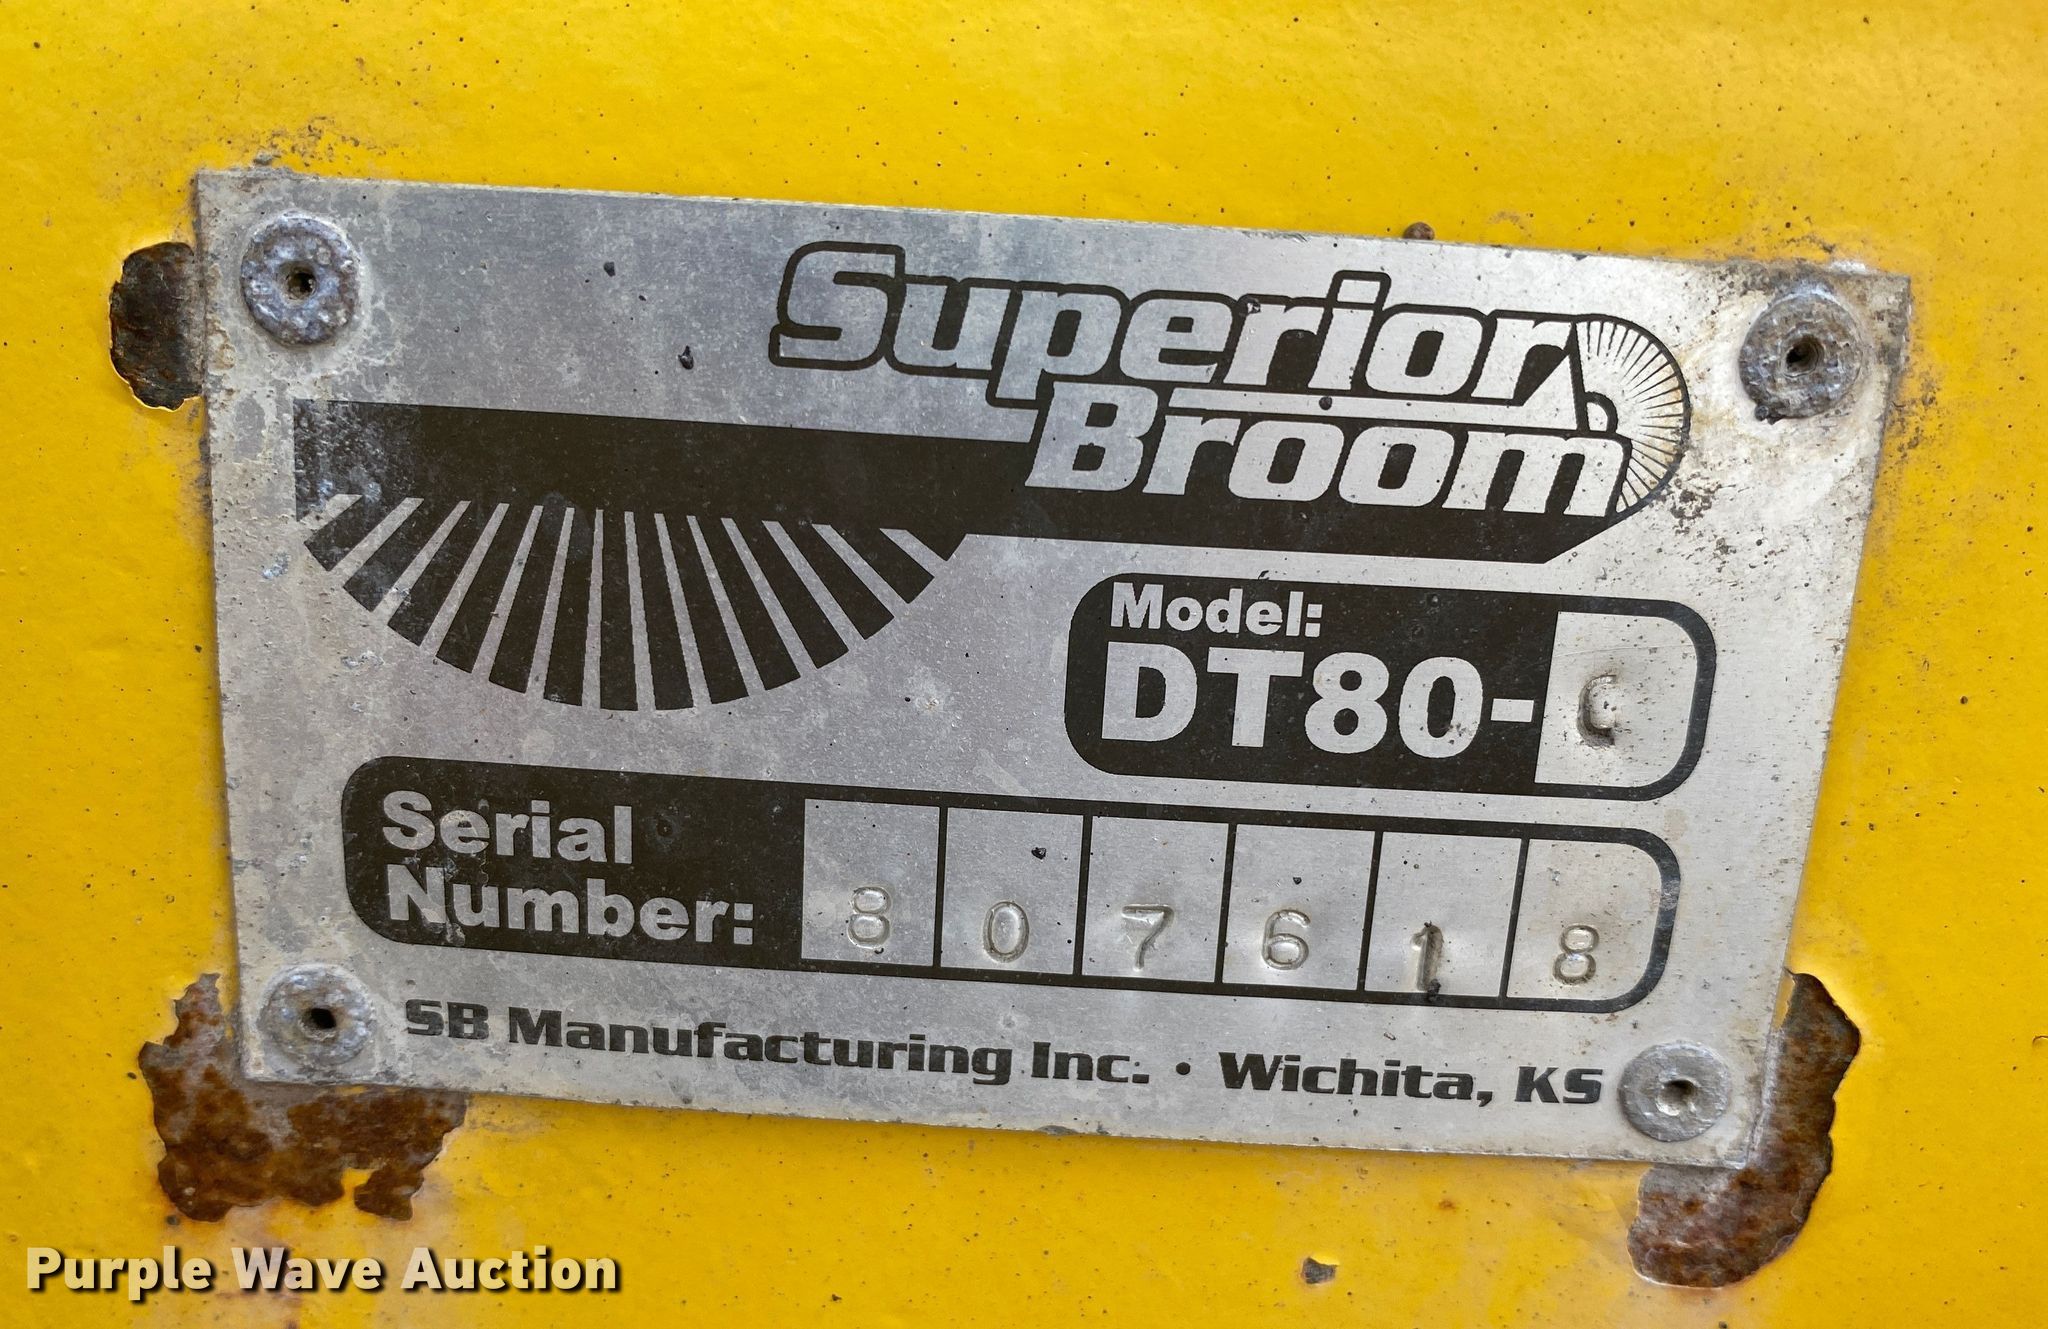 Superior
Broom
Model:
DT80-C
Serial
Number: 807618
SB Manufacturing Inc. • Wichita, KS
Purple Wave Auction